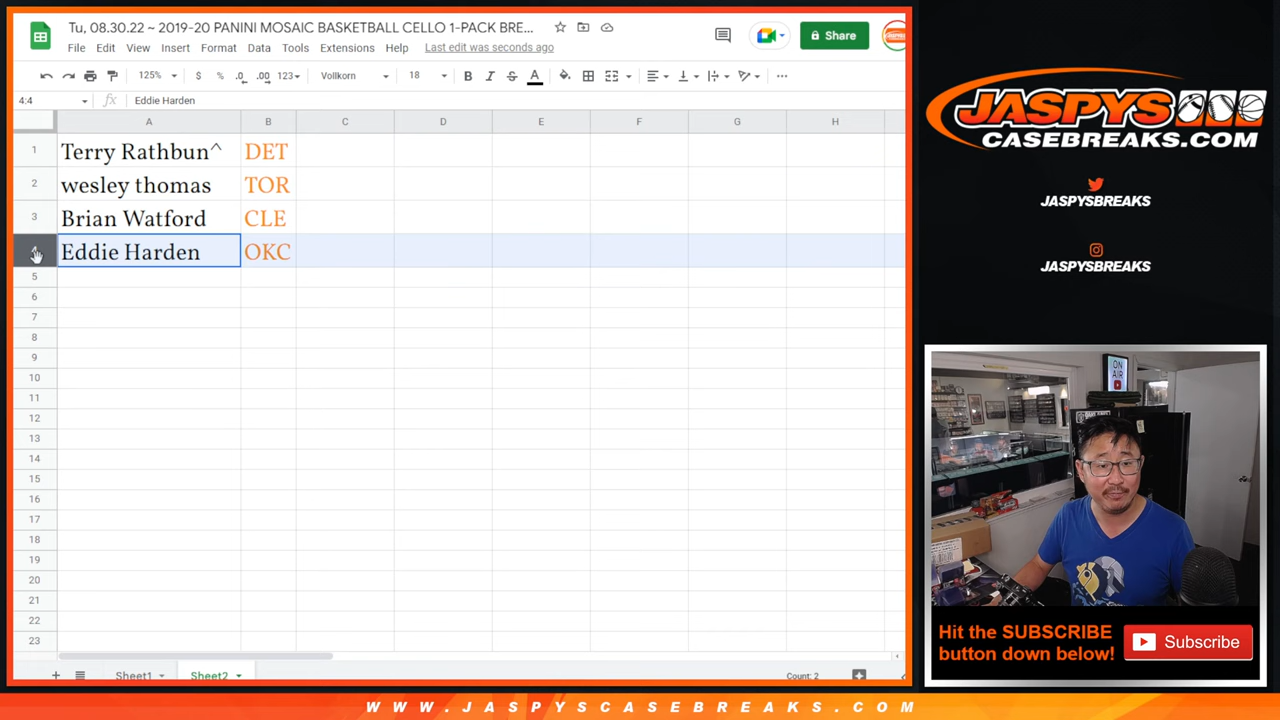 Tu, 08.30.22 ~ 2019-20 PANINI MOSAIC BASKETBALL CELLO 1-PACK BRE...
Share
File Edit View Insert Format Data Tools Extensions Help Last edit was seconds ago
125% $ % .0 .00 123 Vollkorn 18 B I S A
4:4 fx Eddie Harden
A B C D E F G H
1 Terry Rathbun^ DET
2 wesley thomas TOR
3 Brian Watford CLE
4 Eddie Harden OKC
5
6
7
8
9
10
11
12
13
14
15
16
17
18
19
20
21
22
23
+ Sheet1 Sheet2 Count: 2
JASPYS
CASEBREAKS.COM
JASPYSBREAKS
JASPYSBREAKS
ON
AIR
Hit the SUBSCRIBE
button down below!
Subscribe
WWW.JASPYSCASEBREAKS.COM